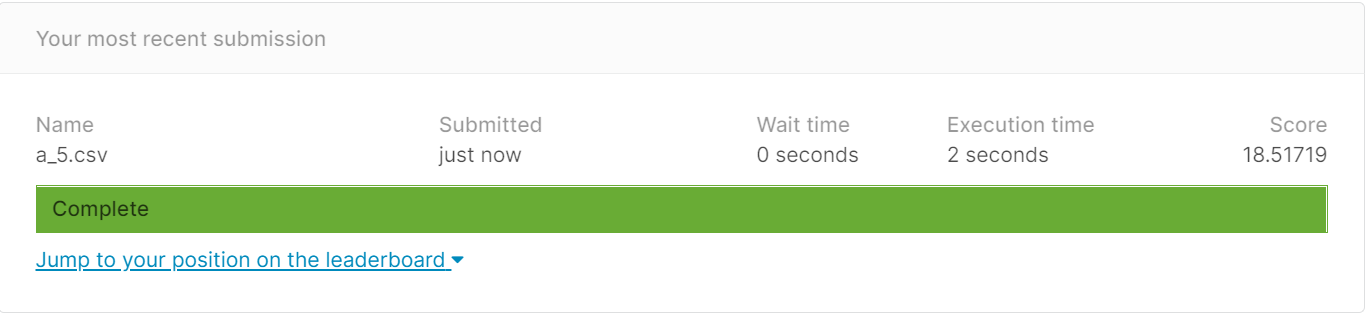 Your most recent submission
Name Submitted Wait time Execution time Score
a_5.csv just now 0 seconds 2 seconds 18.51719
Complete
Jump to your position on the leaderboard